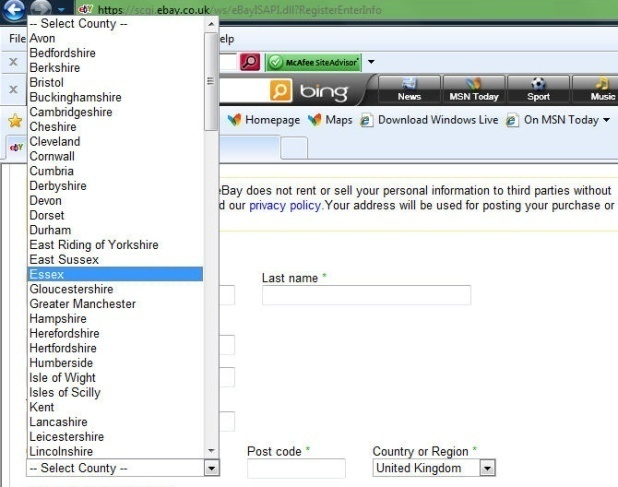 https://scgi.ebay.co.uk/ws/eBayISAPI.dll?RegisterEnterInfo
-- Select County --
File
elp
Avon
Bedfordshire
Berkshire
McAfee SiteAdvisor
Bristol
Buckinghamshire
bing
News
MSN Today
Sport
Music
Cambridgeshire
Cheshire
Homepage
Maps
Download Windows Live
On MSN Today
Cleveland
Cornwall
Cumbria
Derbyshire
eBay does not rent or sell your personal information to third parties without
Devon
d our privacy policy.Your address will be used for posting your purchase or
Dorset
Durham
East Riding of Yorkshire
East Sussex
Essex
Last name *
Gloucestershire
Greater Manchester
Hampshire
Herefordshire
Hertfordshire
Humberside
Isle of Wight
Isles of Scilly
Kent
Lancashire
Leicestershire
Lincolnshire
Post code *
Country or Region *
-- Select County --
United Kingdom